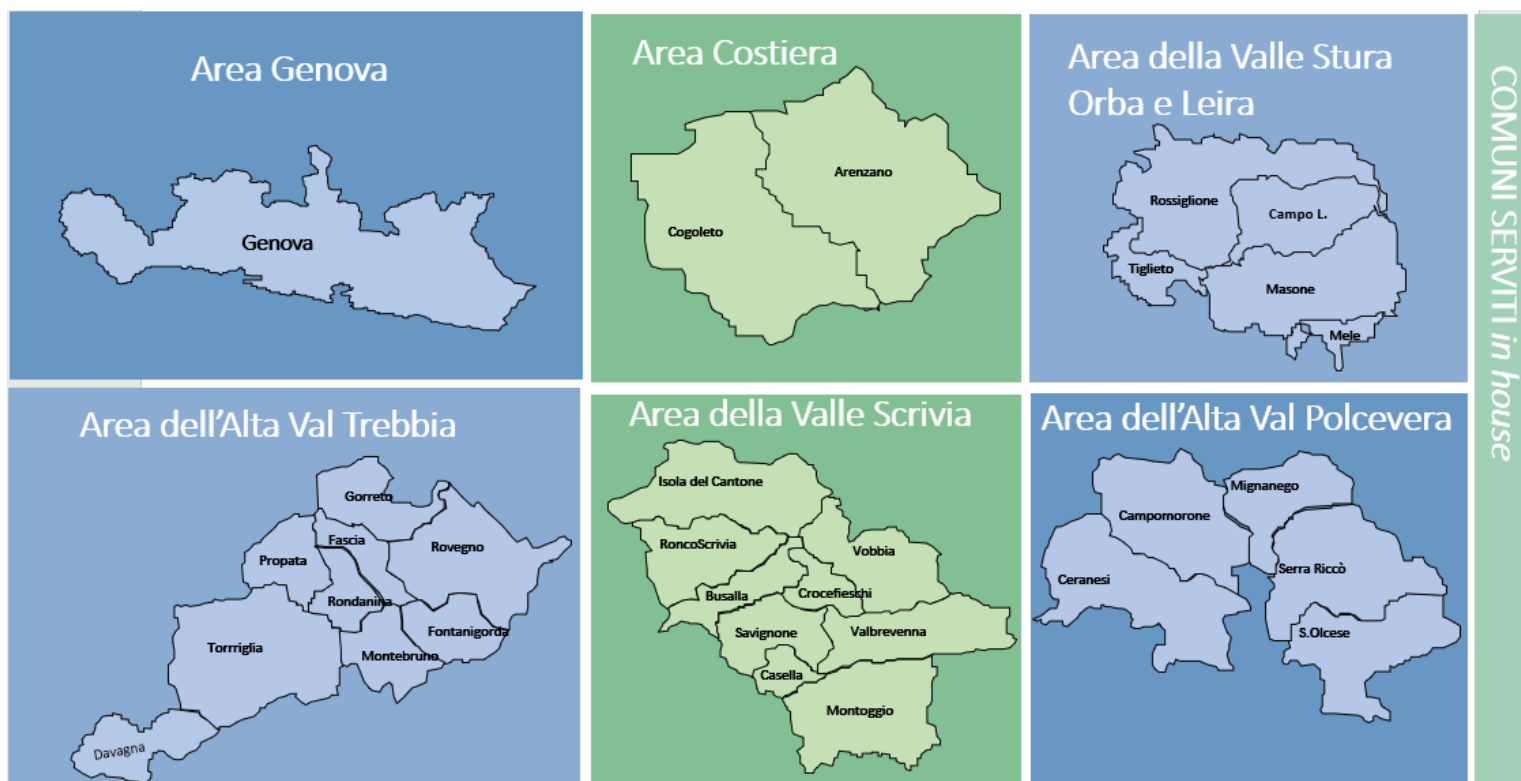 Area Genova
Genova
Area Costiera
Arenzano
Cogoleto
Area della Valle Stura
Orba e Leira
Rossiglione
Campo L.
Tiglieto
Masone
Mele
COMUNI SERVITI in house
Area dell'Alta Val Trebbia
Gorreto
Fascia
Rovegno
Propata
Rondanina
Fontanigorda
Torrriglia
Montebruno
Davagna
Area della Valle Scrivia
Isola del Cantone
RoncoScrivia
Vobbia
Busalla
Crocefieschi
Savignone
Valbrevenna
Casella
Montoggio
Area dell'Alta Val Polcevera
Mignanego
Campomorone
Ceranesi
Serra Riccò
S.Olcese